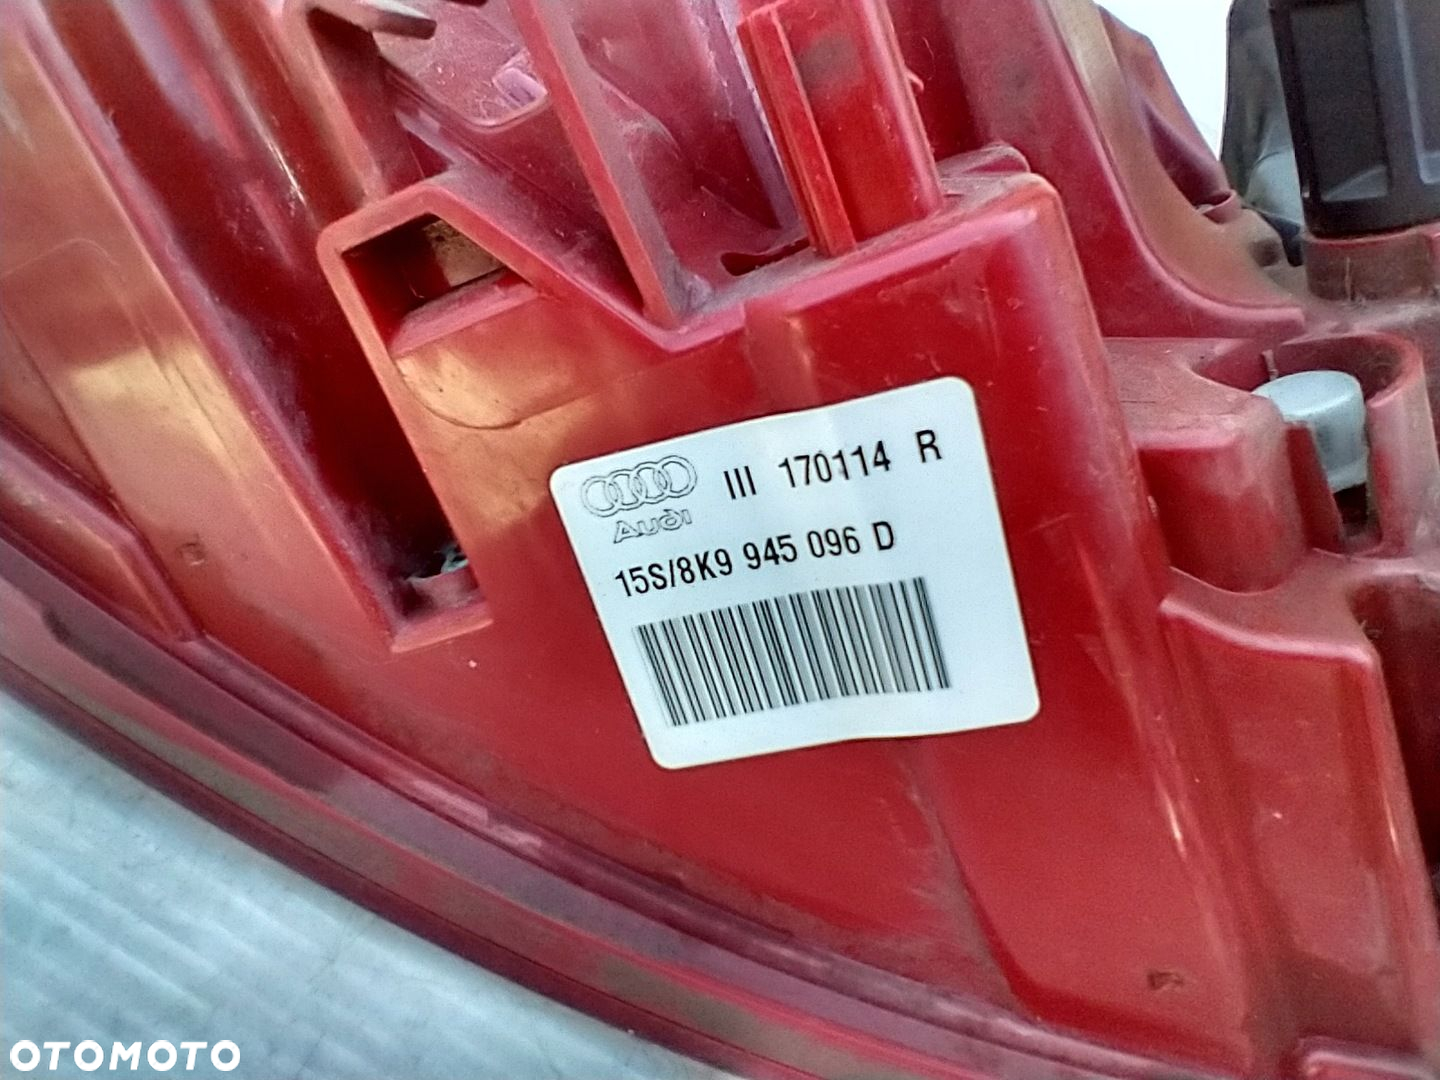 III 170114 R
Audi
15S/8K9 945 096 D
OTOMOTO